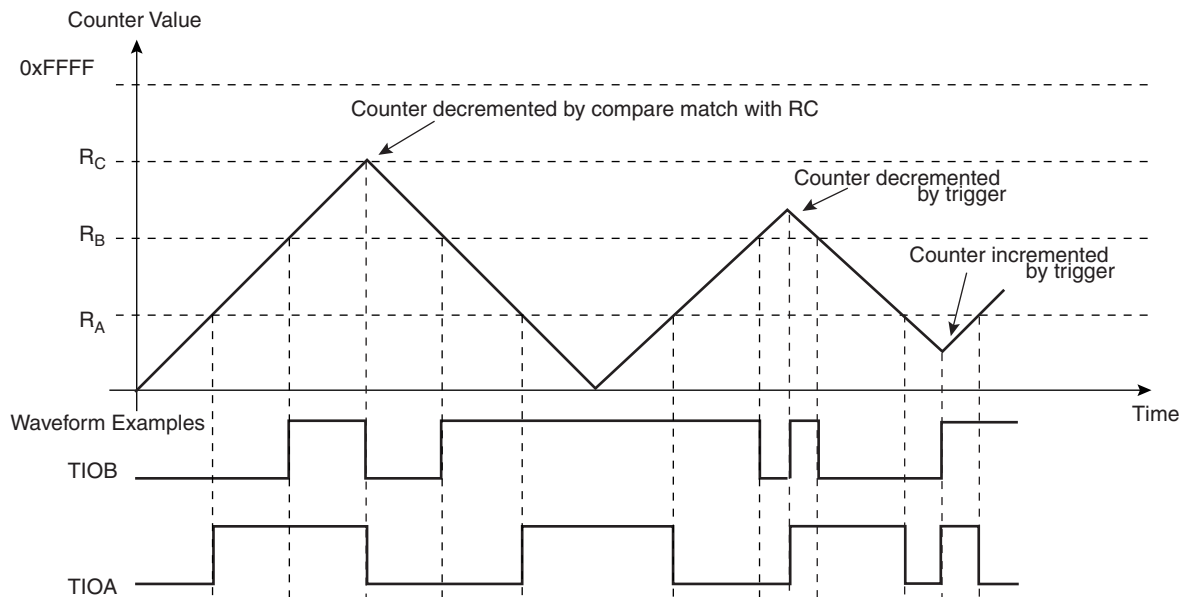 Counter Value
0xFFFF
Counter decremented by compare match with RC
RC
Counter decremented
by trigger
RB
Counter incremented
by trigger
RA
Time
Waveform Examples
TIOB
TIOA